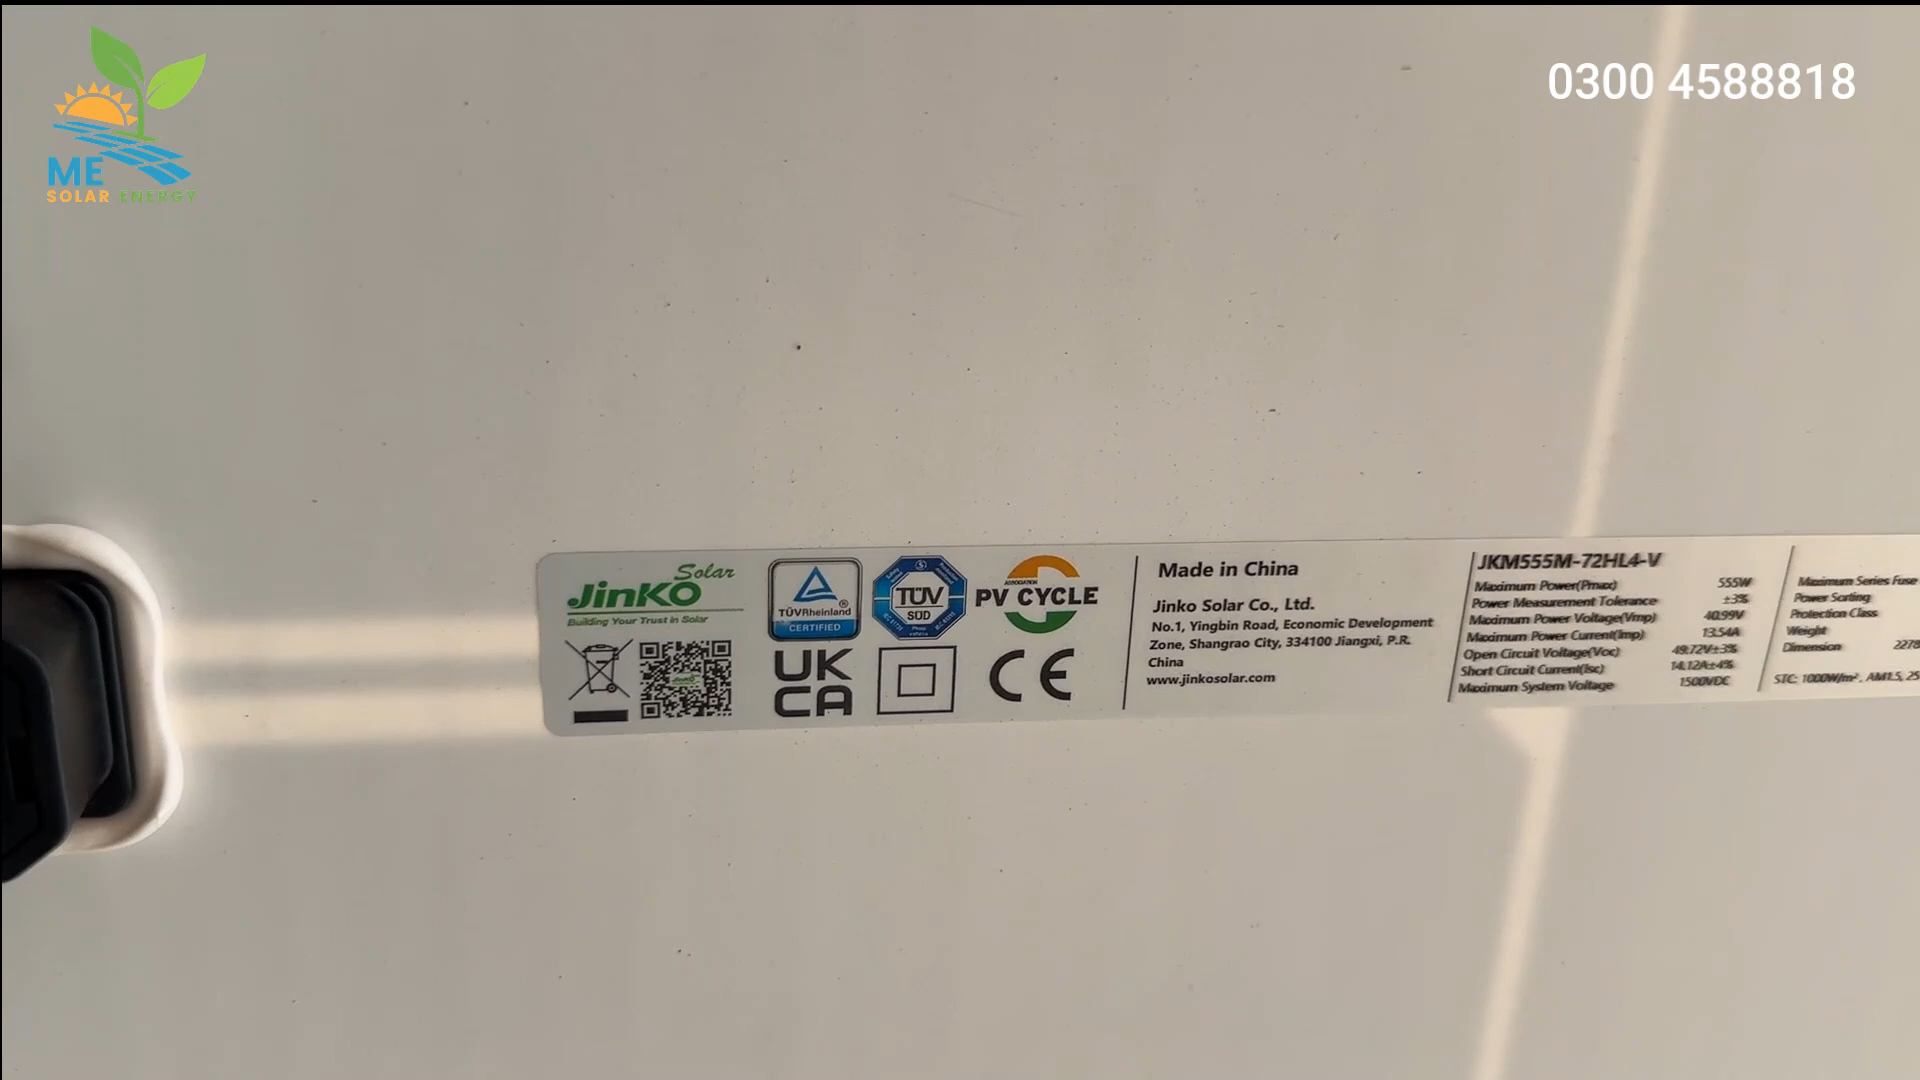 ME
SOLAR ENERGY
0300 4588818
JinKO Solar
Building Your Trust in Solar
TÜVRheinland
CERTIFIED
TÜV
SÜD
ASSOCIATION
PV CYCLE
UK
CA
CE
Made in China
Jinko Solar Co., Ltd.
No.1, Yingbin Road, Economic Development
Zone, Shangrao City, 334100 Jiangxi, P.R.
China
www.jinkosolar.com
JKM555M-72HL4-V
Maximum Power(Pmax) 555W
Power Measurement Tolerance ±3%
Maximum Power Voltage(Vmp) 40.99V
Maximum Power Current(Imp) 13.54A
Open Circuit Voltage(Voc) 49.72V±3%
Short Circuit Current(Isc) 14.12A±4%
Maximum System Voltage 1500VDC
Maximum Series Fuse
Power Sorting
Protection Class
Weight
Dimension 2278
STC: 1000W/m², AM1.5, 25